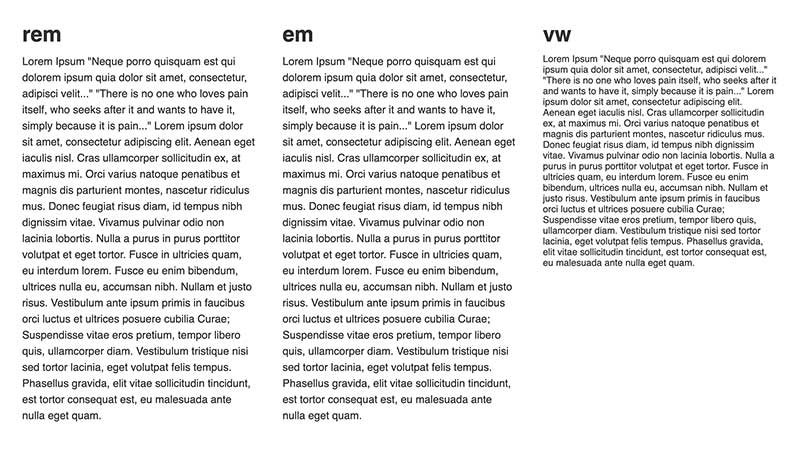 rem
Lorem Ipsum "Neque porro quisquam est qui
dolorem ipsum quia dolor sit amet, consectetur,
adipisci velit..." "There is no one who loves pain
itself, who seeks after it and wants to have it,
simply because it is pain..." Lorem ipsum dolor
sit amet, consectetur adipiscing elit. Aenean eget
iaculis nisl. Cras ullamcorper sollicitudin ex, at
maximus mi. Orci varius natoque penatibus et
magnis dis parturient montes, nascetur ridiculus
mus. Donec feugiat risus diam, id tempus nibh
dignissim vitae. Vivamus pulvinar odio non
lacinia lobortis. Nulla a purus in purus porttitor
volutpat et eget tortor. Fusce in ultricies quam,
eu interdum lorem. Fusce eu enim bibendum,
ultrices nulla eu, accumsan nibh. Nullam et justo
risus. Vestibulum ante ipsum primis in faucibus
orci luctus et ultrices posuere cubilia Curae;
Suspendisse vitae eros pretium, tempor libero
quis, ullamcorper diam. Vestibulum tristique nisi
sed tortor lacinia, eget volutpat felis tempus.
Phasellus gravida, elit vitae sollicitudin tincidunt,
est tortor consequat est, eu malesuada ante
nulla eget quam.
em
Lorem Ipsum "Neque porro quisquam est qui
dolorem ipsum quia dolor sit amet, consectetur,
adipisci velit..." "There is no one who loves pain
itself, who seeks after it and wants to have it,
simply because it is pain..." Lorem ipsum dolor
sit amet, consectetur adipiscing elit. Aenean eget
iaculis nisl. Cras ullamcorper sollicitudin ex, at
maximus mi. Orci varius natoque penatibus et
magnis dis parturient montes, nascetur ridiculus
mus. Donec feugiat risus diam, id tempus nibh
dignissim vitae. Vivamus pulvinar odio non
lacinia lobortis. Nulla a purus in purus porttitor
volutpat et eget tortor. Fusce in ultricies quam,
eu interdum lorem. Fusce eu enim bibendum,
ultrices nulla eu, accumsan nibh. Nullam et justo
risus. Vestibulum ante ipsum primis in faucibus
orci luctus et ultrices posuere cubilia Curae;
Suspendisse vitae eros pretium, tempor libero
quis, ullamcorper diam. Vestibulum tristique nisi
sed tortor lacinia, eget volutpat felis tempus.
Phasellus gravida, elit vitae sollicitudin tincidunt,
est tortor consequat est, eu malesuada ante
nulla eget quam.
vw
Lorem Ipsum "Neque porro quisquam est qui dolorem
ipsum quia dolor sit amet, consectetur, adipisci velit..."
"There is no one who loves pain itself, who seeks after it
and wants to have it, simply because it is pain..." Lorem
ipsum dolor sit amet, consectetur adipiscing elit.
Aenean eget iaculis nisl. Cras ullamcorper sollicitudin
ex, at maximus mi. Orci varius natoque penatibus et
magnis dis parturient montes, nascetur ridiculus mus.
Donec feugiat risus diam, id tempus nibh dignissim
vitae. Vivamus pulvinar odio non lacinia lobortis. Nulla a
purus in purus porttitor volutpat et eget tortor. Fusce in
ultricies quam, eu interdum lorem. Fusce eu enim
bibendum, ultrices nulla eu, accumsan nibh. Nullam et
justo risus. Vestibulum ante ipsum primis in faucibus
orci luctus et ultrices posuere cubilia Curae;
Suspendisse vitae eros pretium, tempor libero quis,
ullamcorper diam. Vestibulum tristique nisi sed tortor
lacinia, eget volutpat felis tempus. Phasellus gravida,
elit vitae sollicitudin tincidunt, est tortor consequat est,
eu malesuada ante nulla eget quam.